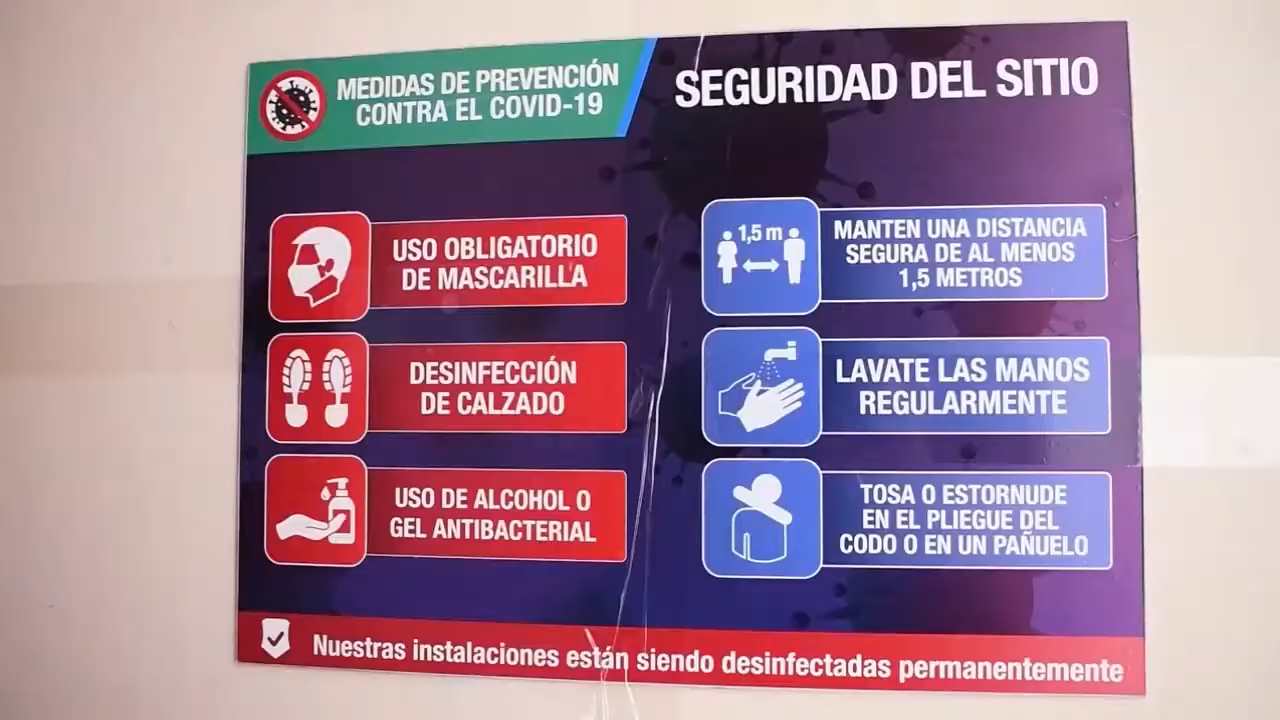 MEDIDAS DE PREVENCIÓN
CONTRA EL COVID-19
SEGURIDAD DEL SITIO
USO OBLIGATORIO
DE MASCARILLA
DESINFECCIÓN
DE CALZADO
USO DE ALCOHOL O
GEL ANTIBACTERIAL
1,5 m
MANTEN UNA DISTANCIA
SEGURA DE AL MENOS
1,5 METROS
LAVATE LAS MANOS
REGULARMENTE
TOSA O ESTORNUDE
EN EL PLIEGUE DEL
CODO O EN UN PAÑUELO
Nuestras instalaciones están siendo desinfectadas permanentemente